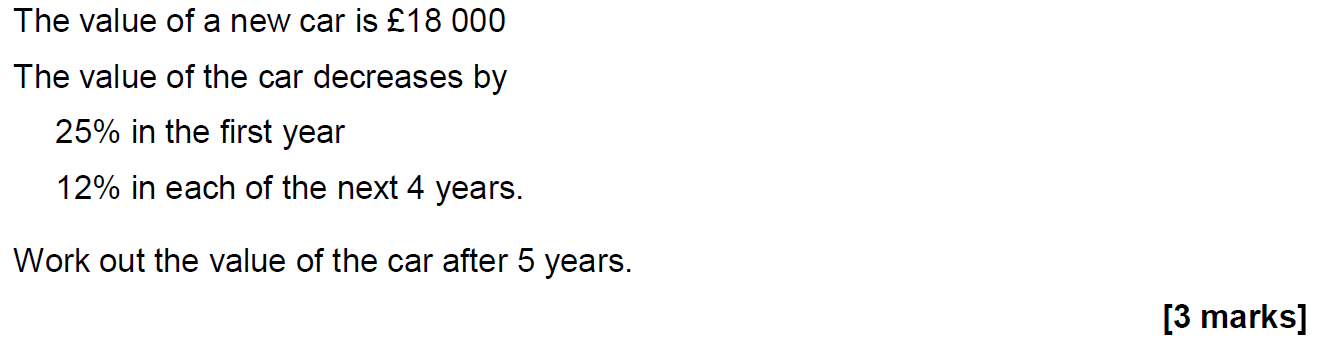 The value of a new car is £18 000
The value of the car decreases by
25% in the first year
12% in each of the next 4 years.
Work out the value of the car after 5 years.
[3 marks]